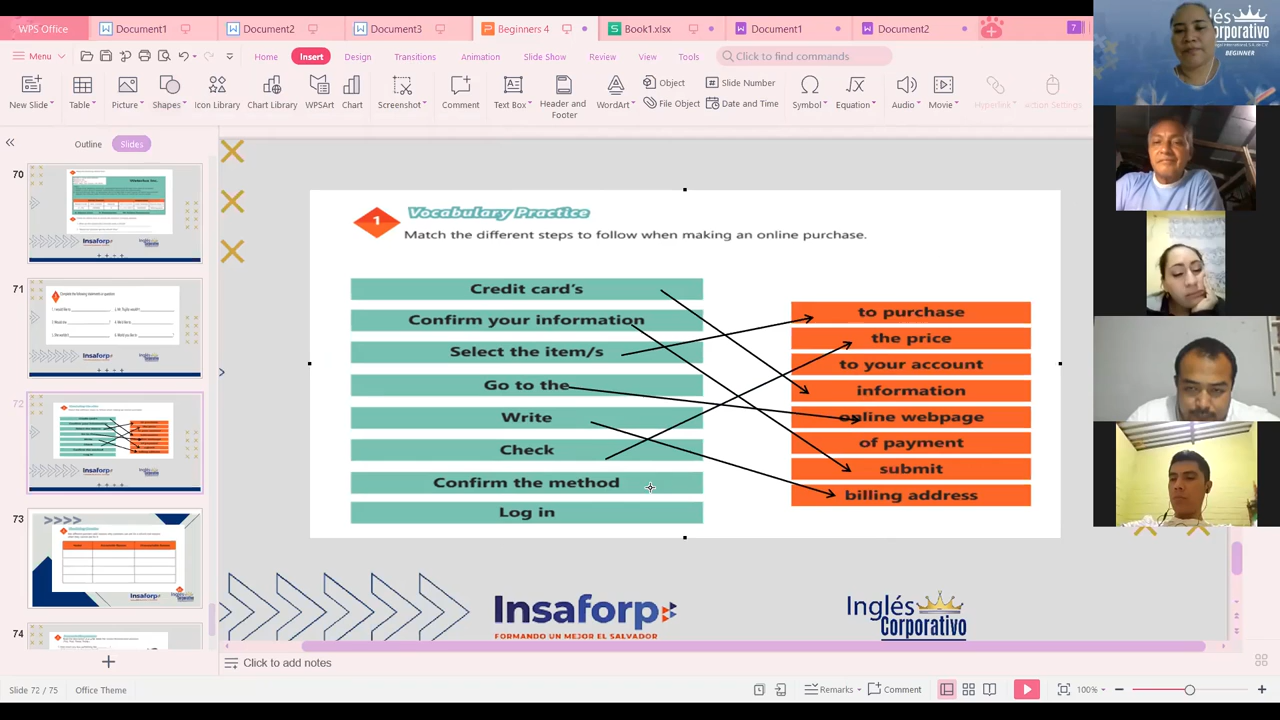 WPS Office
Document1
Document2
Document3
Beginners 4
Book1.xlsx
Document1
Document2
7
Menu
Home
Insert
Design
Transitions
Animation
Slide Show
Review
View
Tools
Click to find commands
New Slide
Table
Picture
Shapes
Icon Library
Chart Library
WPSArt
Chart
Screenshot
Comment
Text Box
Header and Footer
WordArt
Object
File Object
Slide Number
Date and Time
Symbol
Equation
Audio
Movie
Hyperlink
Action Settings
Outline
Slides
70
71
72
73
74
1
Vocabulary Practice
Match the different steps to follow when making an online purchase.
Credit card's
Confirm your information
Select the item/s
Go to the
Write
Check
Confirm the method
Log in
to purchase
the price
to your account
information
online webpage
of payment
submit
billing address
Insaforp
FORMANDO UN MEJOR EL SALVADOR
Inglés
Corporativo
Click to add notes
Slide 72 / 75
Office Theme
Remarks
Comment
100%
BEGINNER